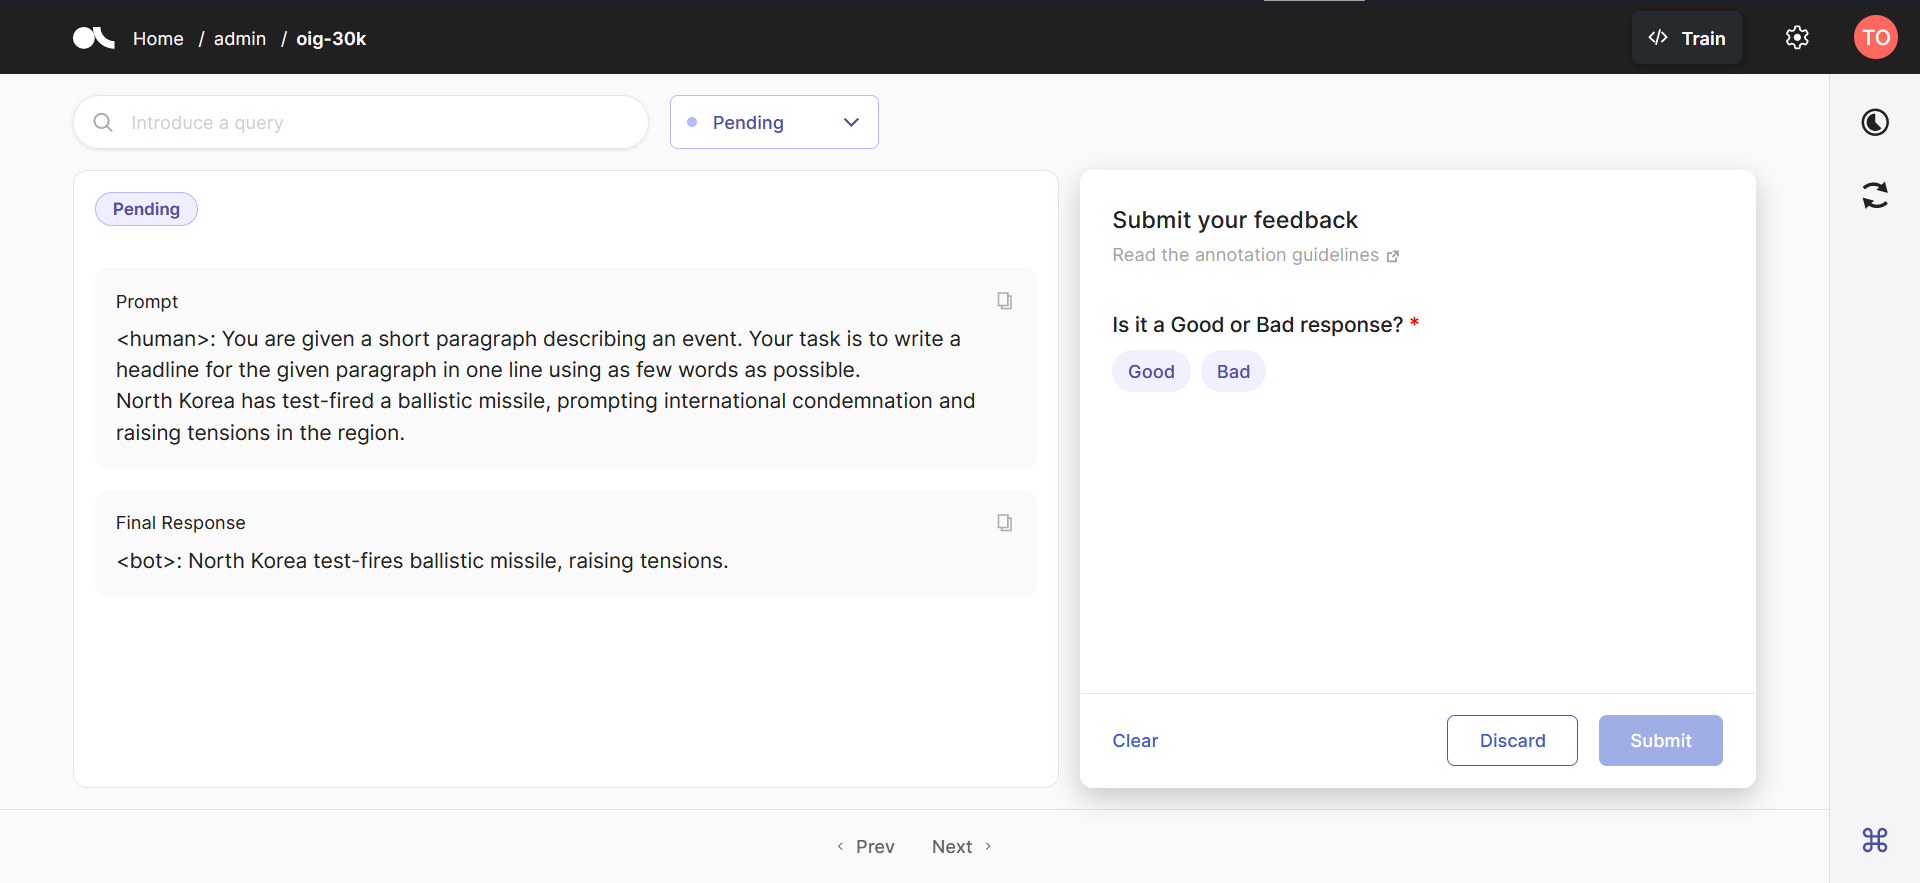 Home / admin / oig-30k
Train
TO
Introduce a query
Pending
Pending
Prompt
<human>: You are given a short paragraph describing an event. Your task is to write a
headline for the given paragraph in one line using as few words as possible.
North Korea has test-fired a ballistic missile, prompting international condemnation and
raising tensions in the region.
Final Response
<bot>: North Korea test-fires ballistic missile, raising tensions.
Submit your feedback
Read the annotation guidelines
Is it a Good or Bad response? *
Good Bad
Clear
Discard
Submit
Prev Next